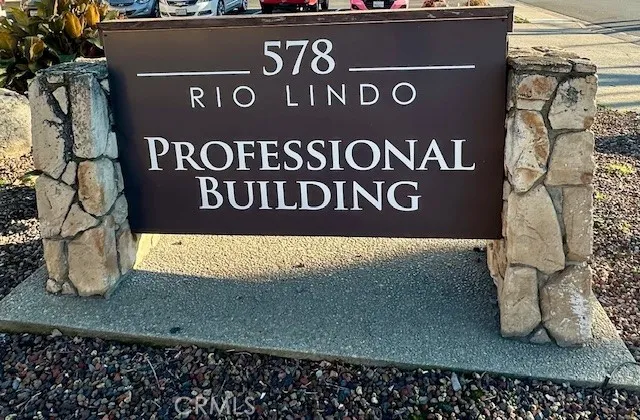 578
RIO LINDO
PROFESSIONAL
BUILDING
CRMLS